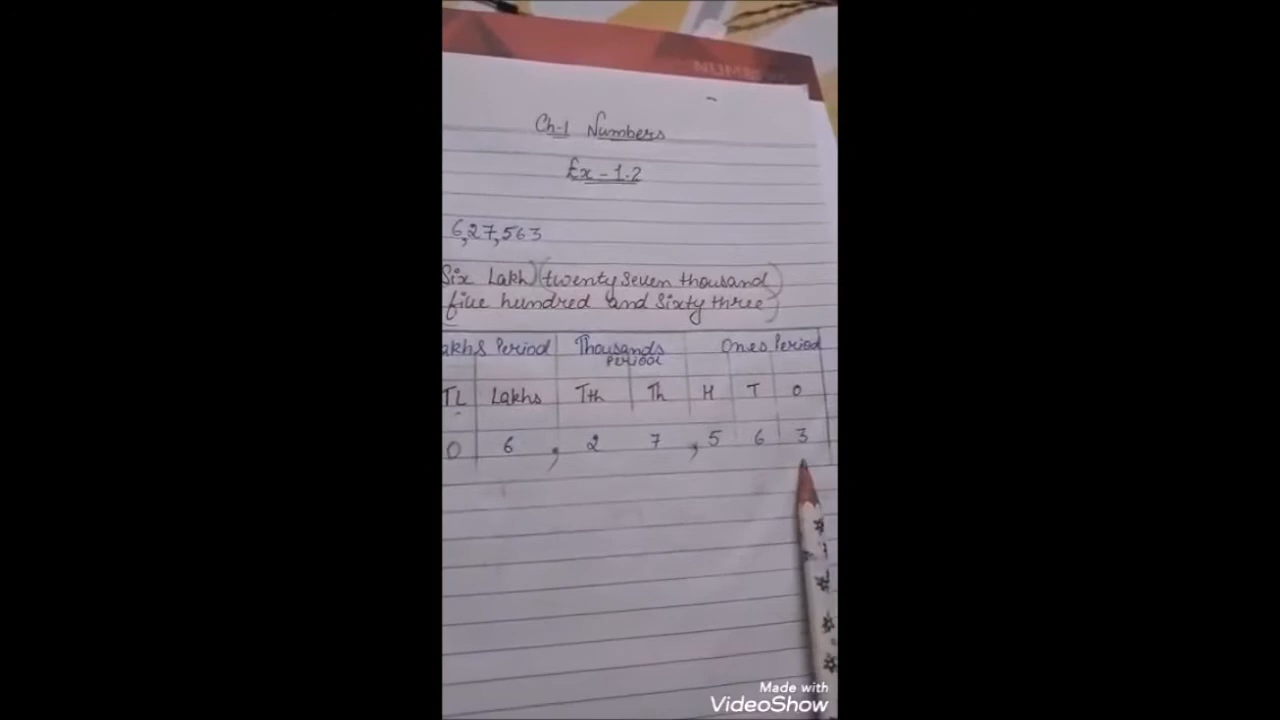 Ch-1 Numbers
Ex - 1.2
6,27,563
Six Lakh (twenty seven thousand
five hundred and sixty three)
akhs Period Thousands Period Ones Period
TL Lakhs Tth Th H T O
0 6 , 2 7 , 5 6 3
Made with
VideoShow